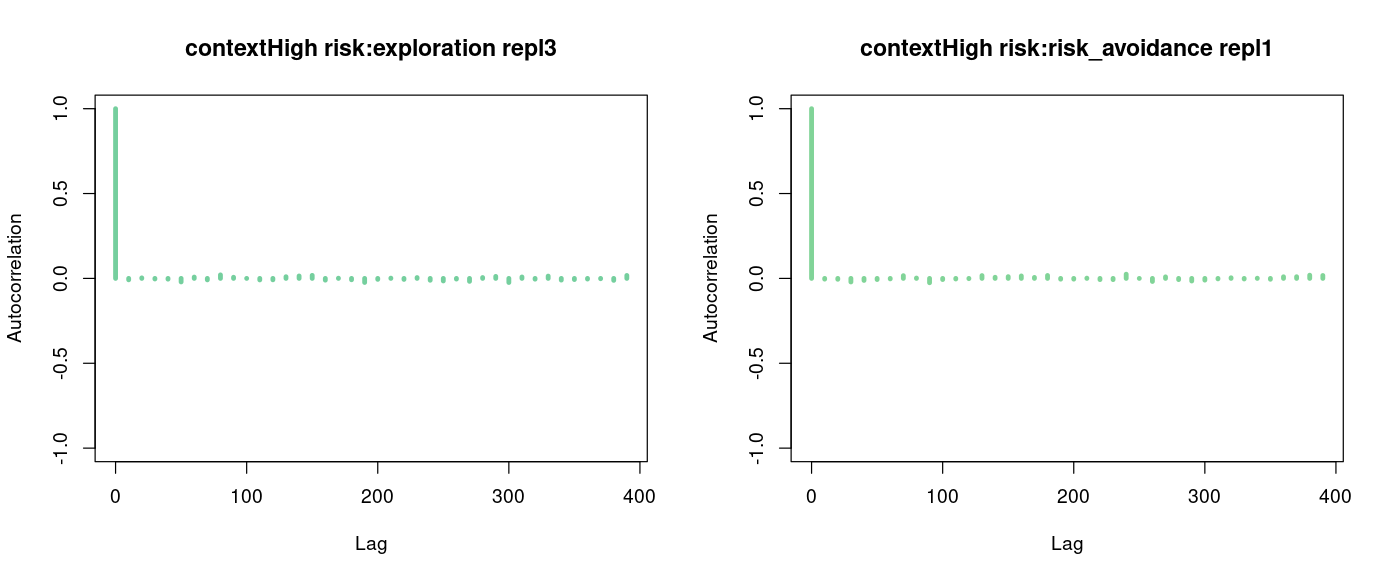 contextHigh risk:exploration repl3
Autocorrelation
1.0
0.5
0.0
-0.5
-1.0
0 100 200 300 400
Lag
contextHigh risk:risk_avoidance repl1
Autocorrelation
1.0
0.5
0.0
-0.5
-1.0
0 100 200 300 400
Lag